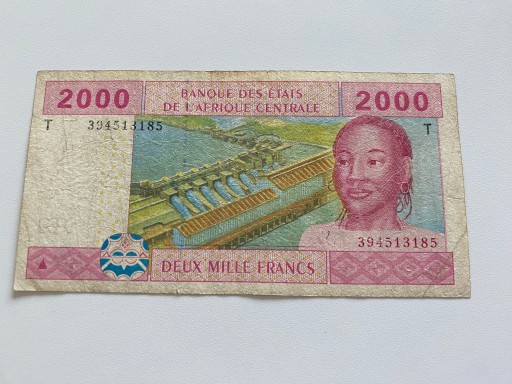 2000 BANQUE DES ÉTATS 2000
DE L'AFRIQUE CENTRALE
T 394513185 T
394513185
DEUX MILLE FRANCS